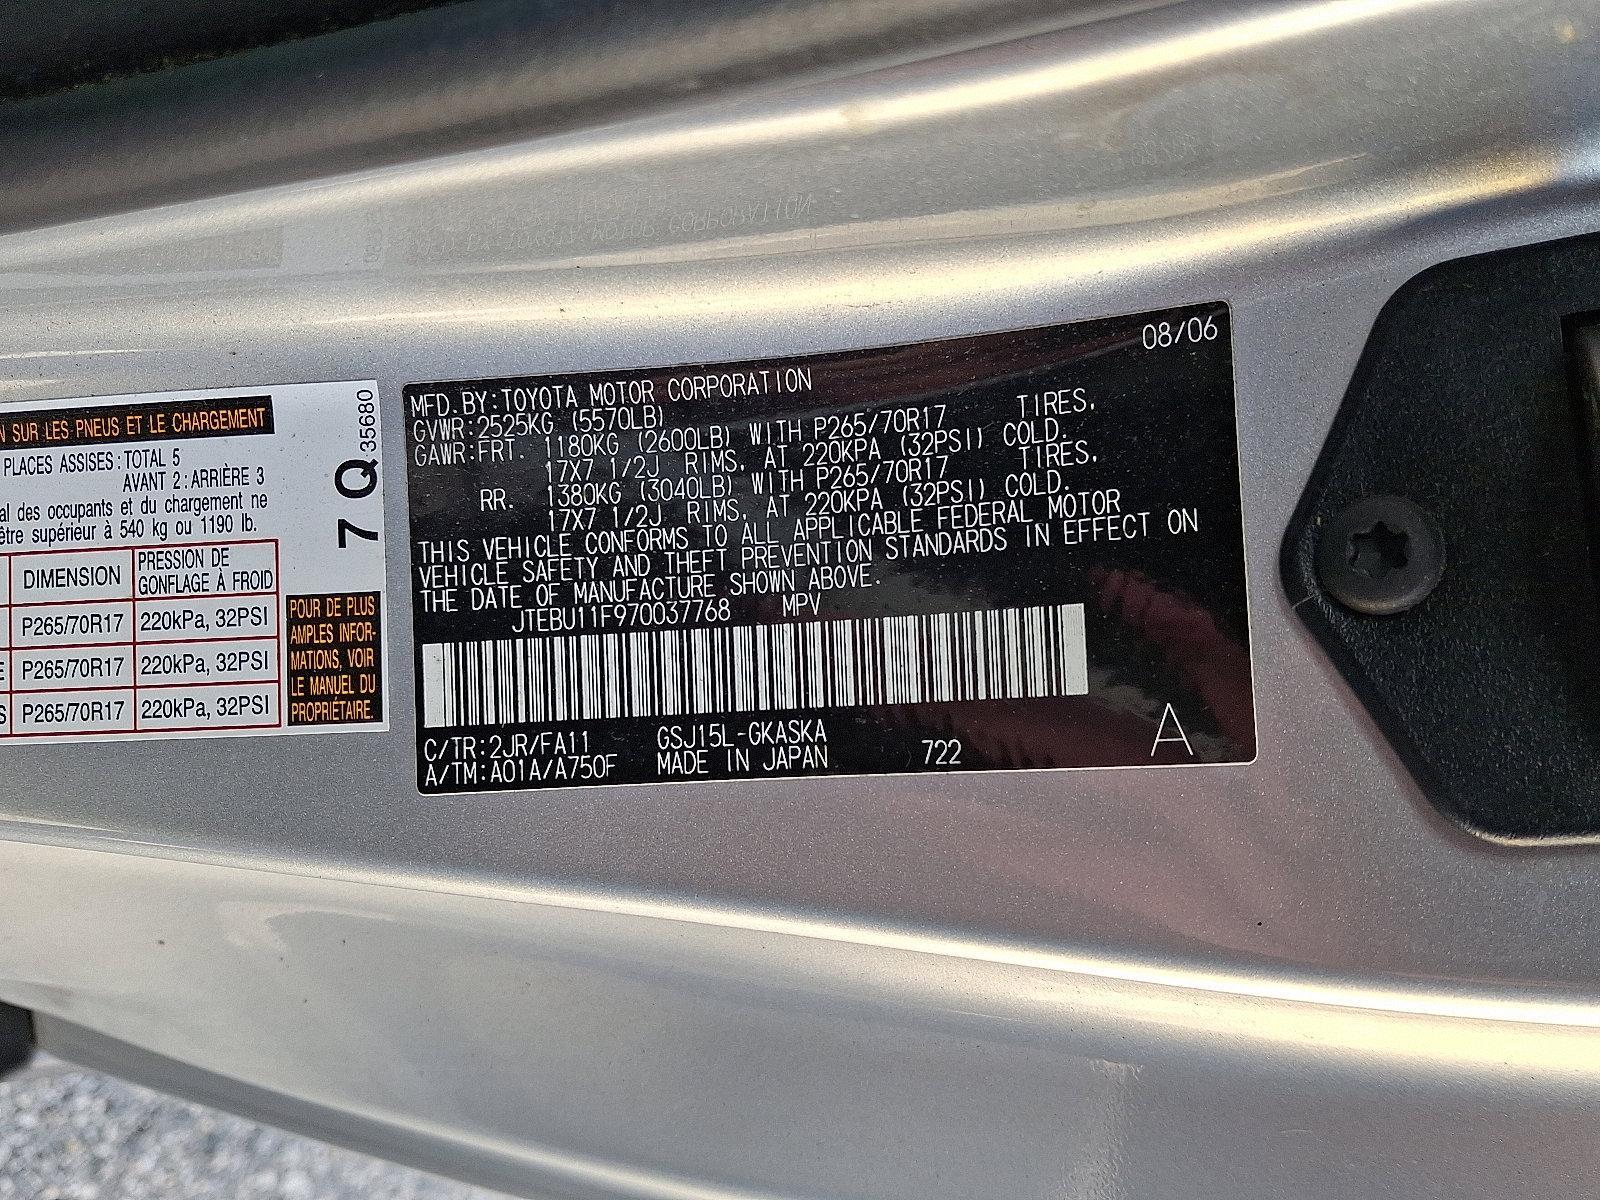 N SUR LES PNEUS ET LE CHARGEMENT
PLACES ASSISES: TOTAL 5
AVANT 2: ARRIÈRE 3
al des occupants et du chargement ne
être supérieur à 540 kg ou 1190 lb.
DIMENSION PRESSION DE GONFLAGE À FROID
P265/70R17 220kPa, 32PSI
E P265/70R17 220kPa, 32PSI
S P265/70R17 220kPa, 32PSI
7 Q 35680
POUR DE PLUS
AMPLES INFOR-
MATIONS, VOIR
LE MANUEL DU
PROPRIÉTAIRE.
08/06
MFD. BY: TOYOTA MOTOR CORPORATION
GVWR: 2525KG (5570LB)
GAWR: FRT. 1180KG (2600LB) WITH P265/70R17 TIRES,
17X7 1/2J RIMS, AT 220KPA (32PSI) COLD.
RR. 1380KG (3040LB) WITH P265/70R17 TIRES,
17X7 1/2J RIMS, AT 220KPA (32PSI) COLD.
THIS VEHICLE CONFORMS TO ALL APPLICABLE FEDERAL MOTOR
VEHICLE SAFETY AND THEFT PREVENTION STANDARDS IN EFFECT ON
THE DATE OF MANUFACTURE SHOWN ABOVE.
JTEBU11F970037768 MPV
C/TR: 2JR/FA11 GSJ15L-GKASKA
A/TM: A01A/A750F MADE IN JAPAN 722 A